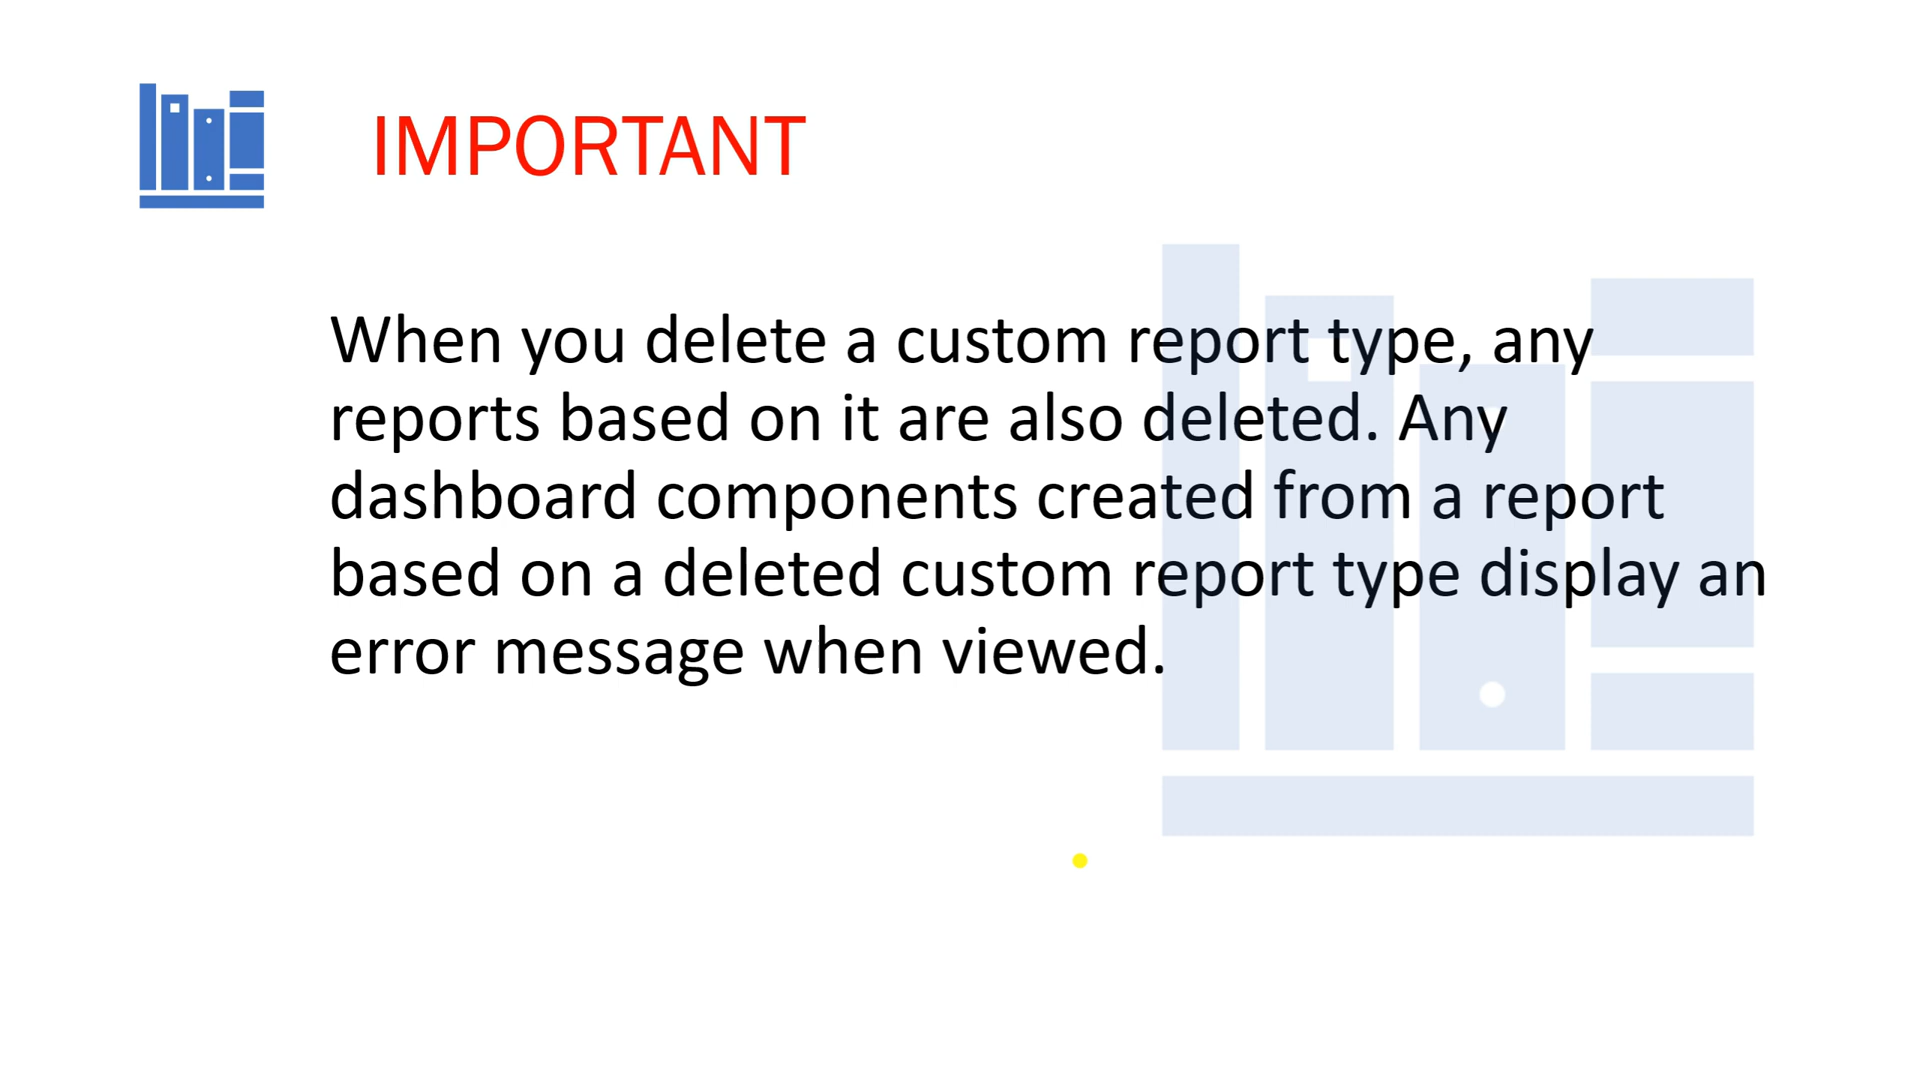 IMPORTANT
When you delete a custom report type, any
reports based on it are also deleted. Any
dashboard components created from a report
based on a deleted custom report type display an
error message when viewed.